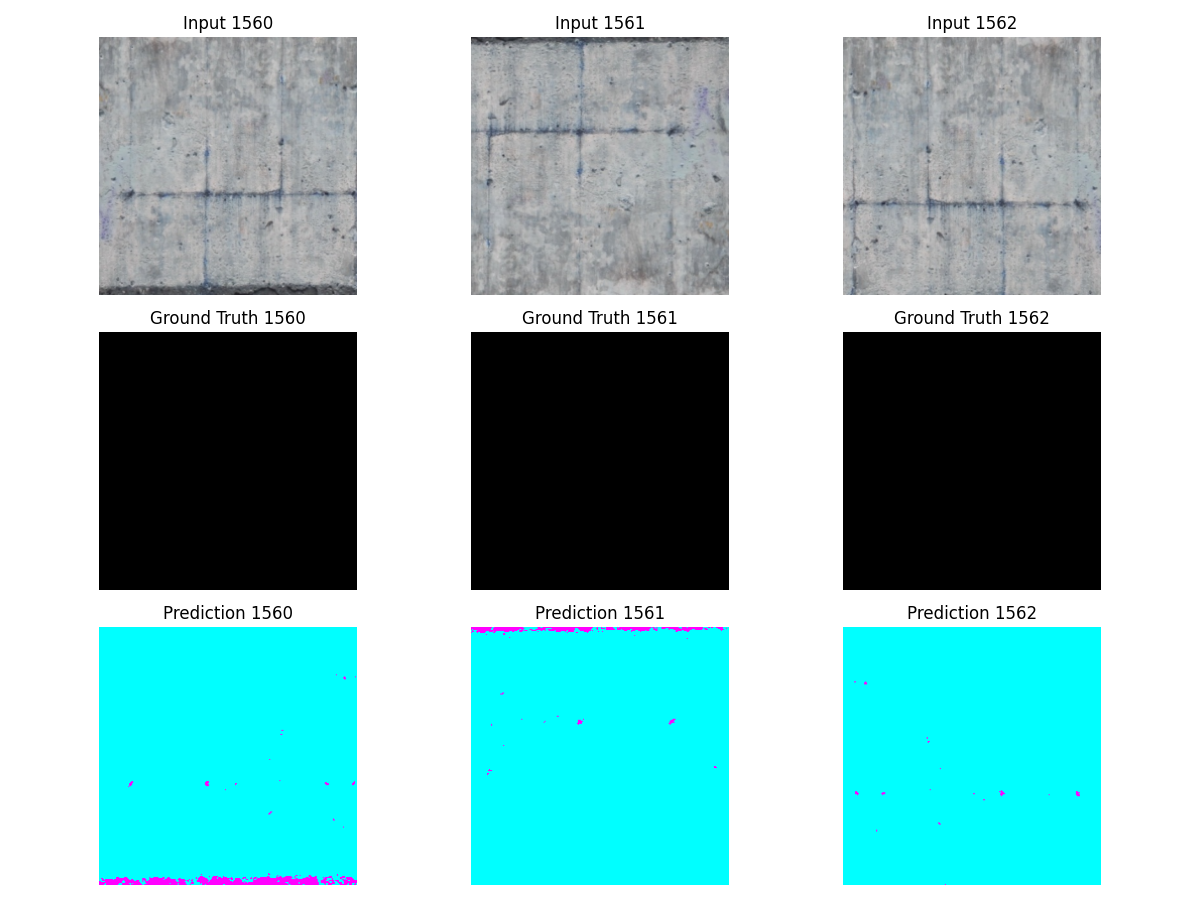 Input 1560
Input 1561
Input 1562
Ground Truth 1560
Ground Truth 1561
Ground Truth 1562
Prediction 1560
Prediction 1561
Prediction 1562